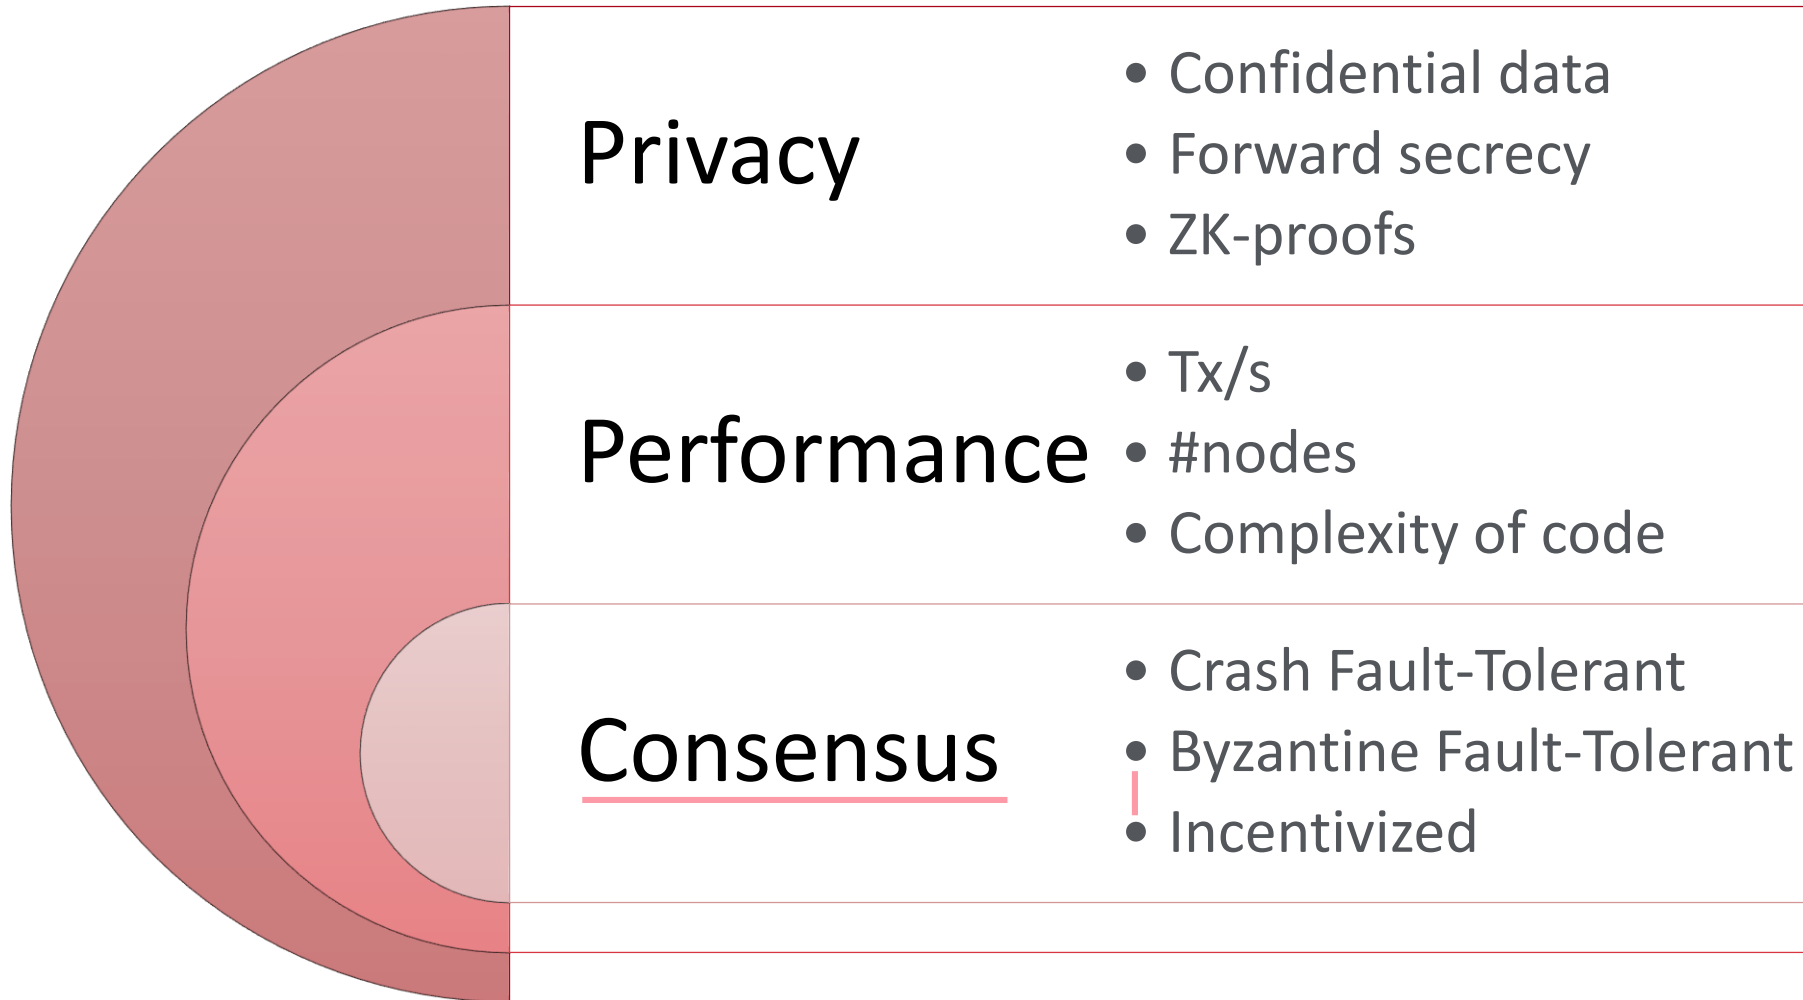 Privacy
• Confidential data
• Forward secrecy
• ZK-proofs
Performance
• Tx/s
• #nodes
• Complexity of code
Consensus
• Crash Fault-Tolerant
• Byzantine Fault-Tolerant
• Incentivized